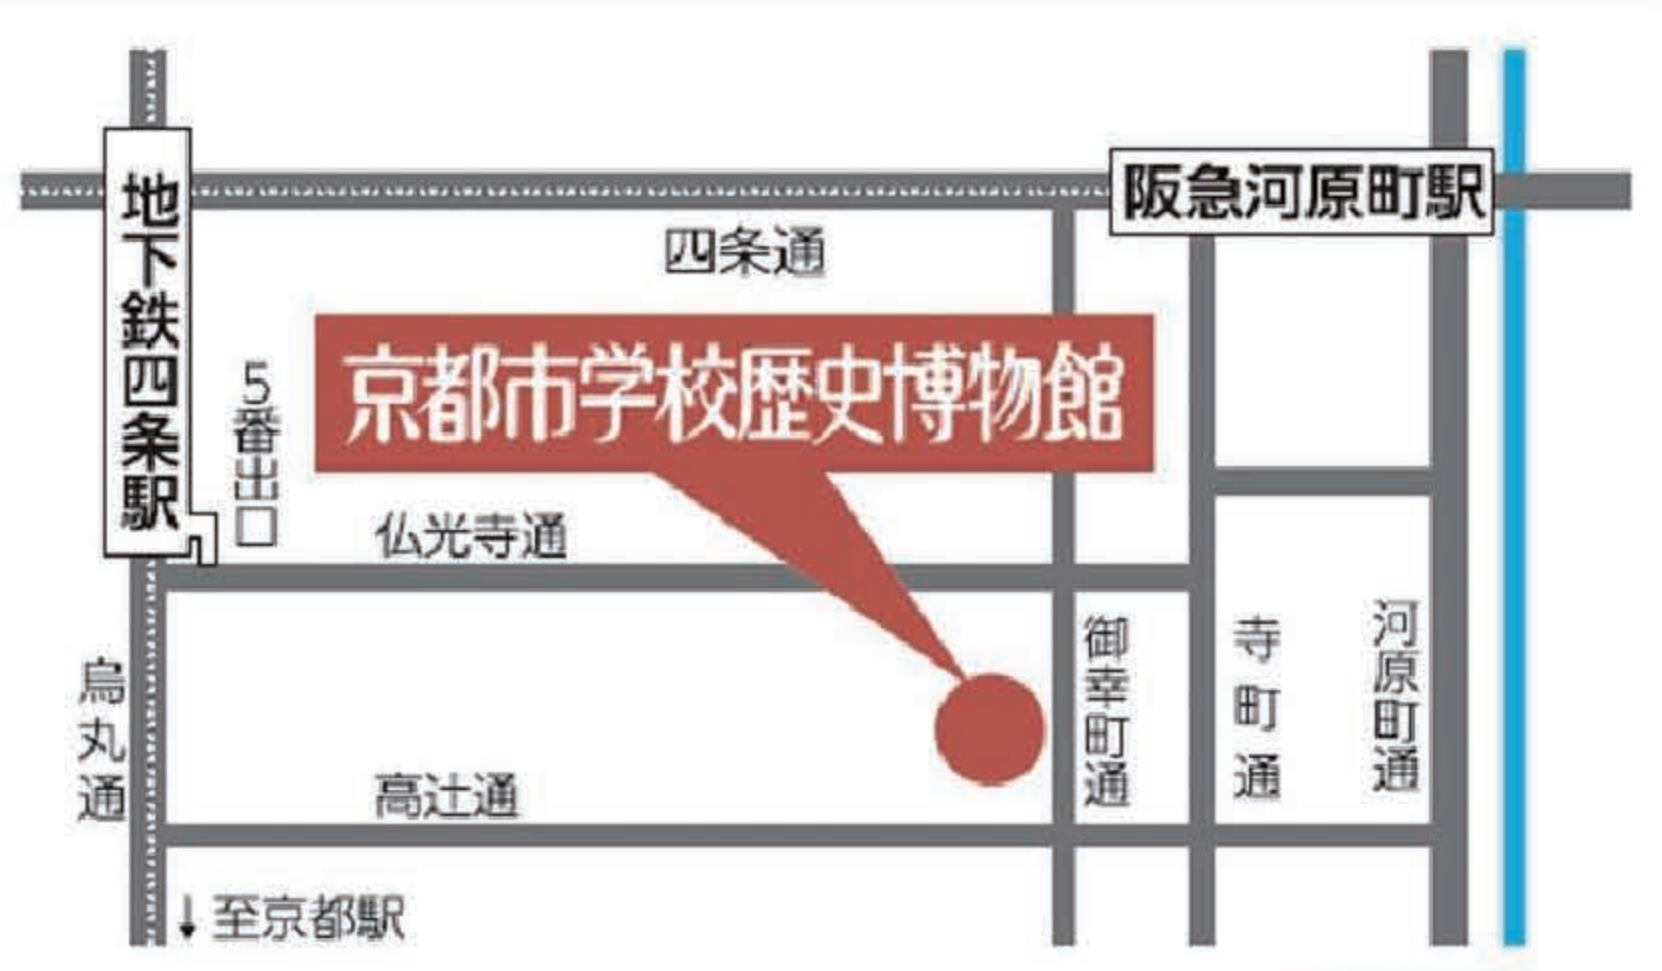 阪急河原町駅
地下鉄四条駅
四条通
京都市学校歴史博物館
5番出口
仏光寺通
烏丸通
御幸町通
寺町通
河原町通
高辻通
↓至京都駅